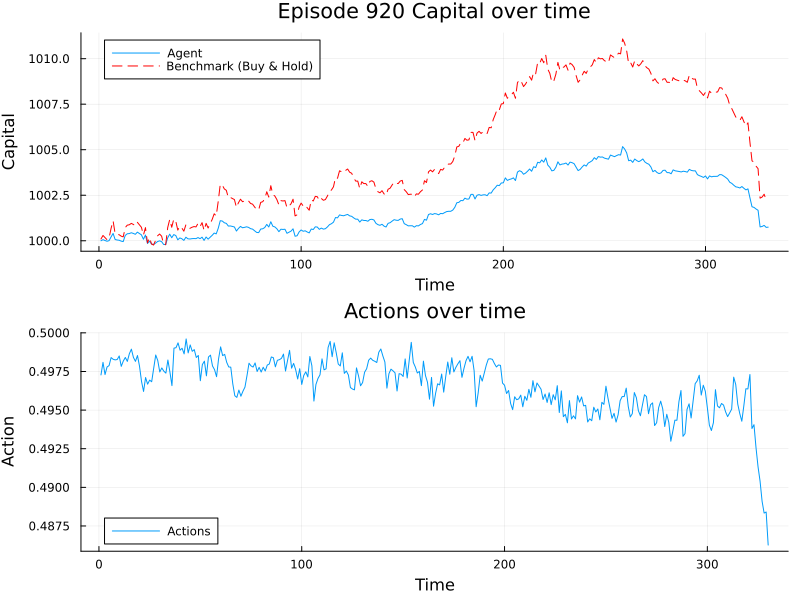 Episode 920 Capital over time
Agent
Benchmark (Buy & Hold)
Capital
1010.0
1007.5
1005.0
1002.5
1000.0
0
100
200
300
Time
Actions over time
Action
0.5000
0.4975
0.4950
0.4925
0.4900
0.4875
Actions
0
100
200
300
Time